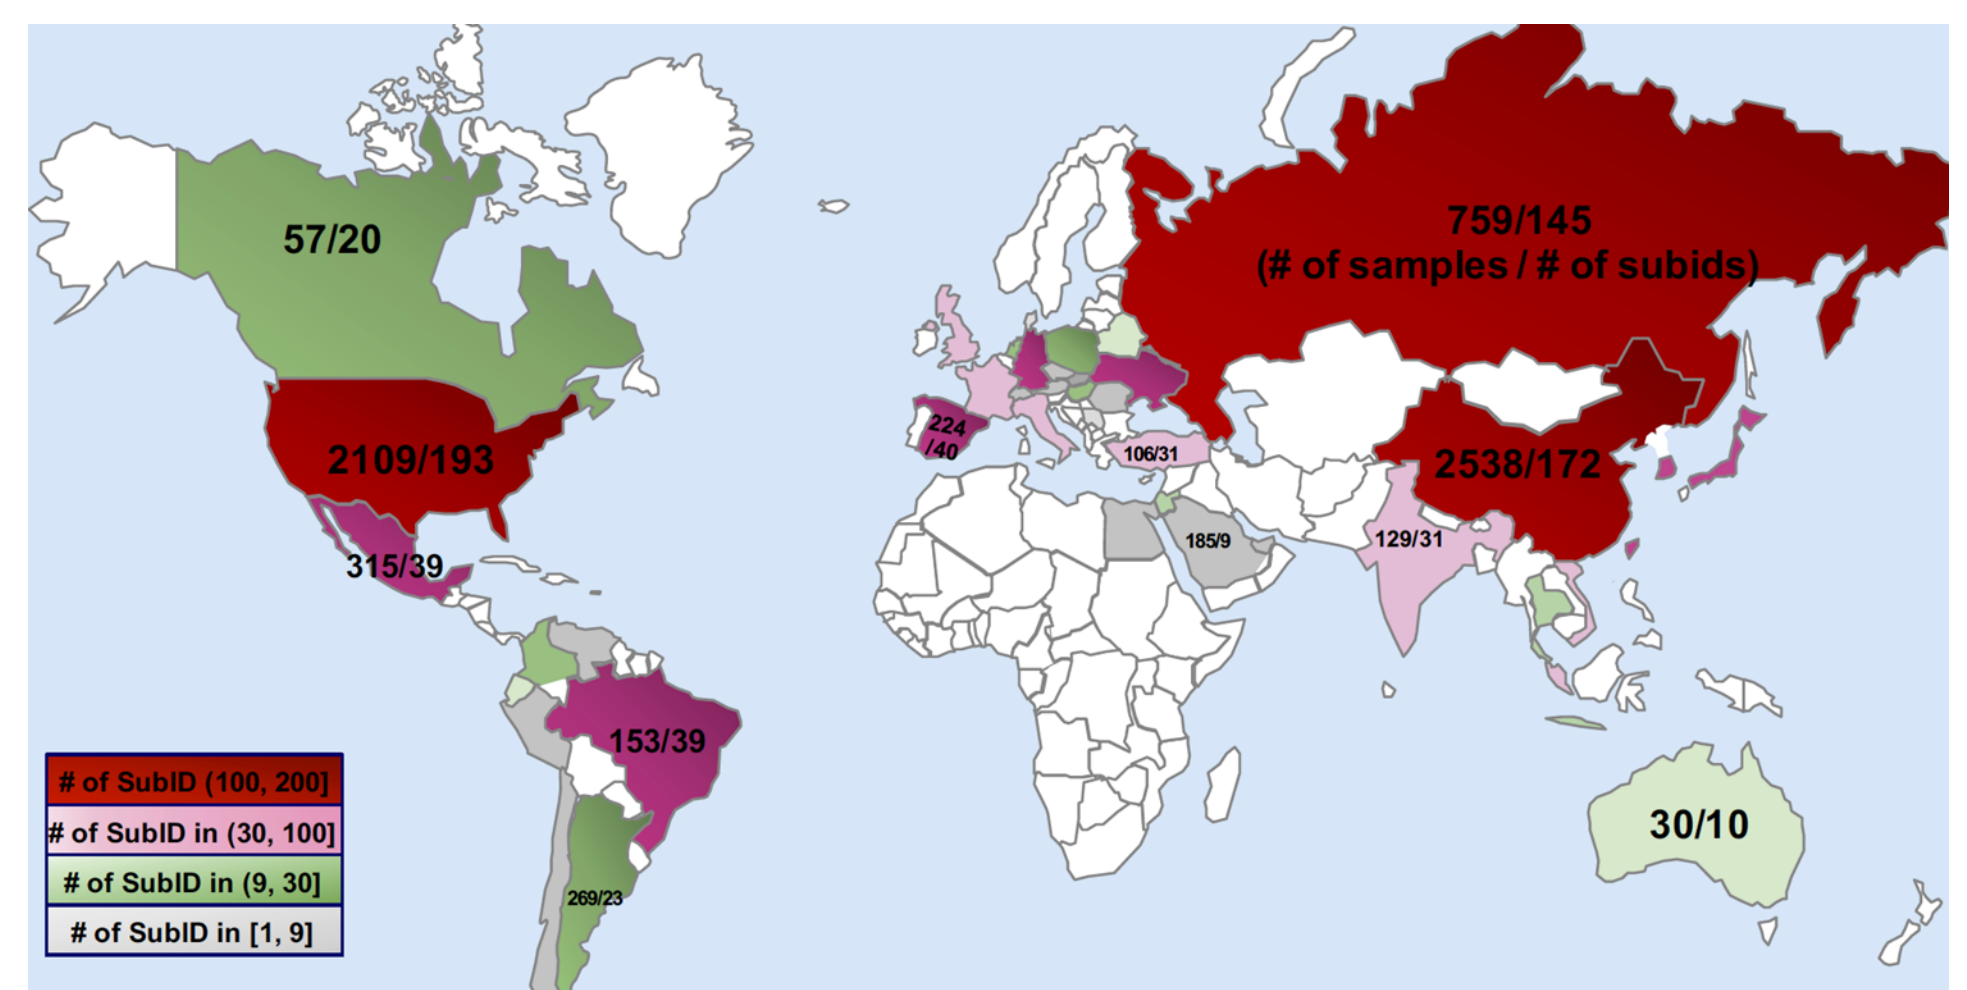 759/145
(# of samples / # of subids)
57/20
2109/193
224
/40
106/31
2538/172
315/39
185/9
129/31
153/39
30/10
269/23
# of SubID (100, 200]
# of SubID in (30, 100]
# of SubID in (9, 30]
# of SubID in [1, 9]